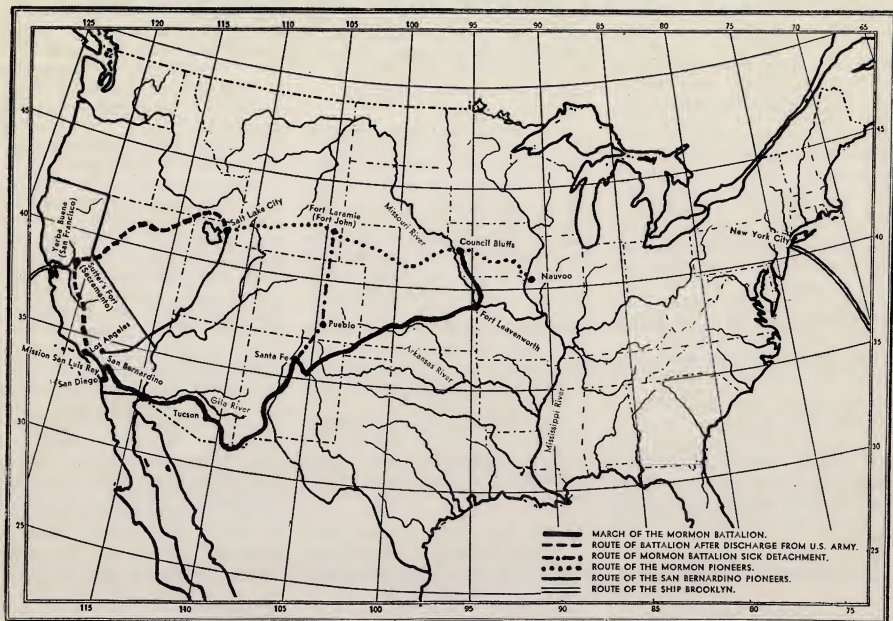 125
120
115
110
105
100
95
90
85
80
75
70
65
45
40
35
30
25
45
40
35
30
25
Yerba Buena
(San Francisco)
Sutter's Fort
(Sacramento)
Salt Lake City
Fort Laramie
(Fort John)
Missouri River
Council Bluffs
Nauvoo
New York City
Fort Leavenworth
Pueblo
Santa Fe
Arkansas River
Mississippi River
Los Angeles
San Bernardino
Mission San Luis Rey
San Diego
Tucson
Gila River
MARCH OF THE MORMON BATTALION.
ROUTE OF BATTALION AFTER DISCHARGE FROM U.S. ARMY.
ROUTE OF MORMON BATTALION SICK DETACHMENT.
ROUTE OF THE MORMON PIONEERS.
ROUTE OF THE SAN BERNARDINO PIONEERS.
ROUTE OF THE SHIP BROOKLYN.
115
110
105
100
95
90
85
80
75